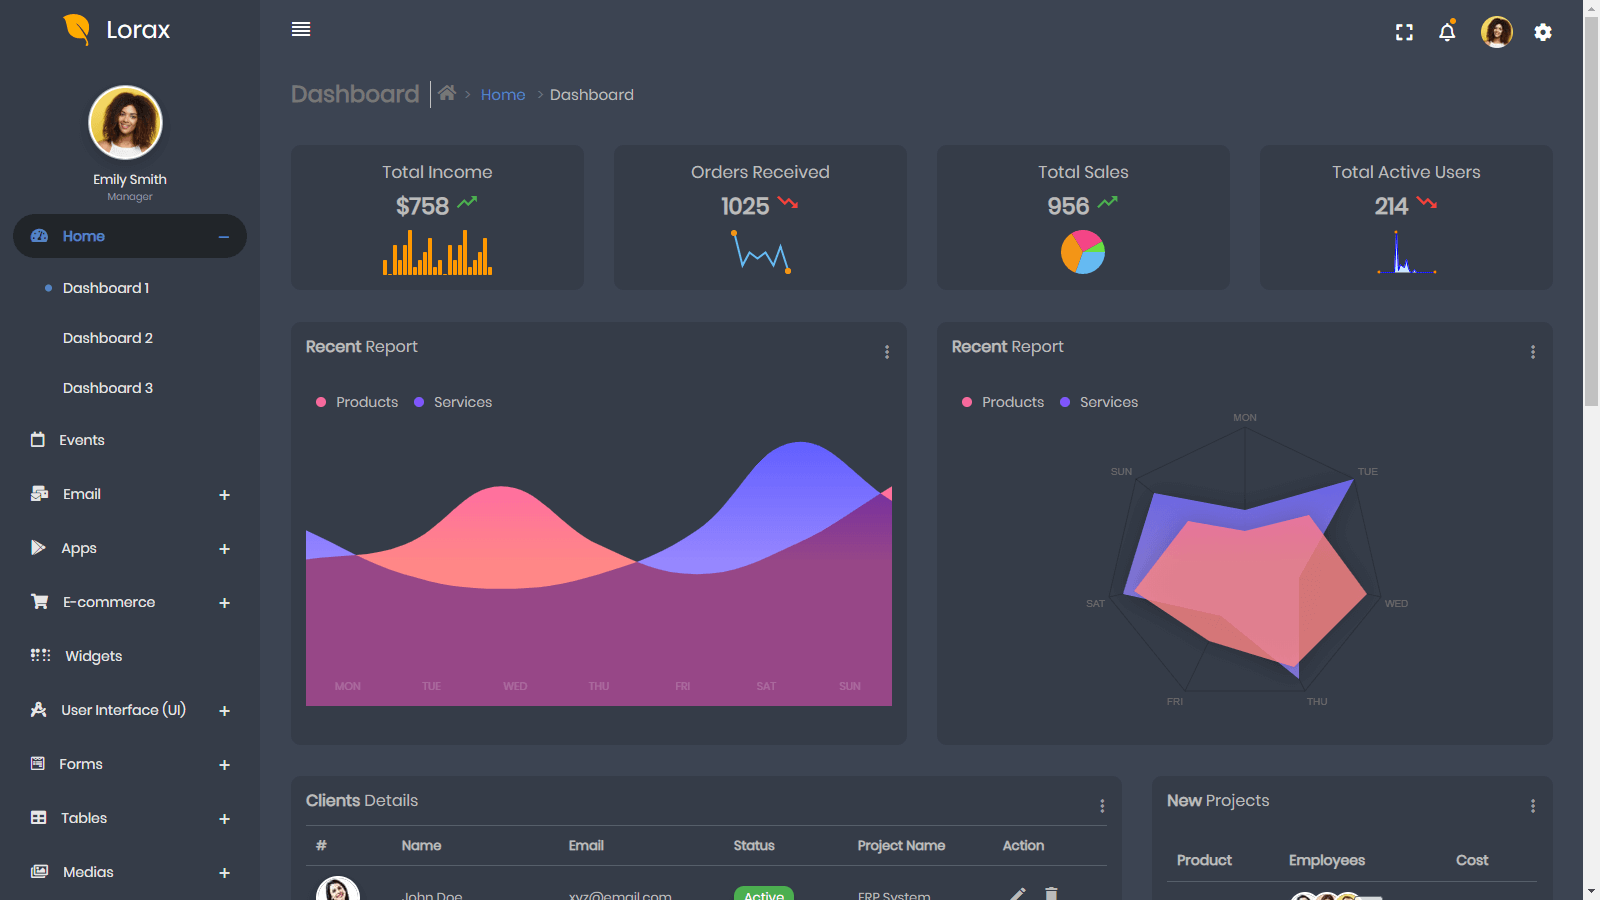 Lorax
Emily Smith
Manager
Home
Dashboard 1
Dashboard 2
Dashboard 3
Events
Email
Apps
E-commerce
Widgets
User Interface (UI)
Forms
Tables
Medias
Dashboard
Home
Dashboard
Total Income
$758
Orders Received
1025
Total Sales
956
Total Active Users
214
Recent Report
Products Services
MON TUE WED THU FRI SAT SUN
Recent Report
Products Services
MON
TUE
WED
THU
FRI
SAT
SUN
Clients Details
# Name Email Status Project Name Action
John Doe xyz@email.com Active ERP System
New Projects
Product Employees Cost